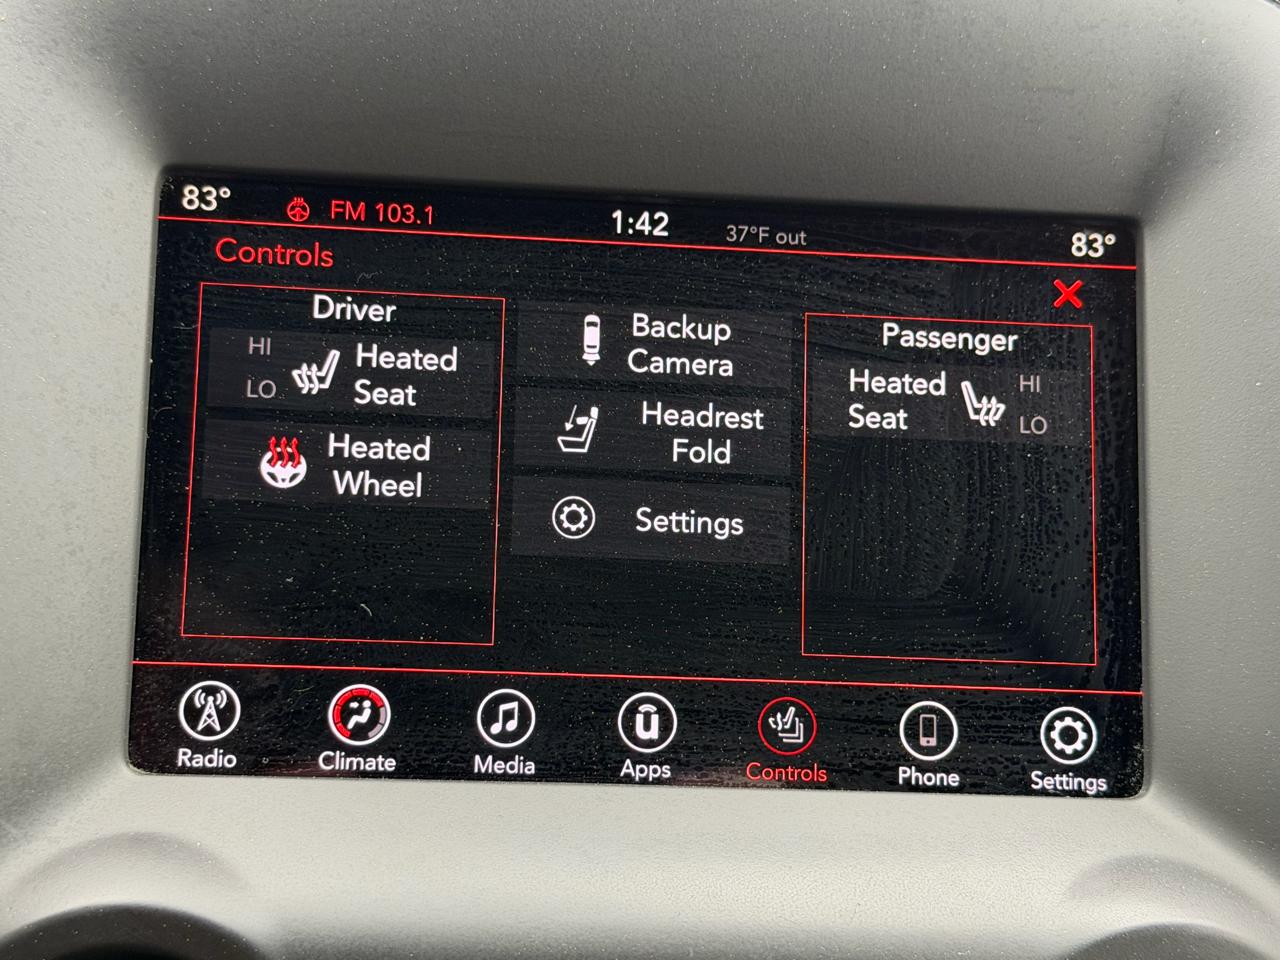 83°
FM 103.1
1:42
37°F out
83°
Controls
Driver
HI
LO
Heated
Seat
Heated
Wheel
Backup
Camera
Headrest
Fold
Settings
Passenger
Heated
Seat
HI
LO
Radio
Climate
Media
u
Apps
Controls
Phone
Settings